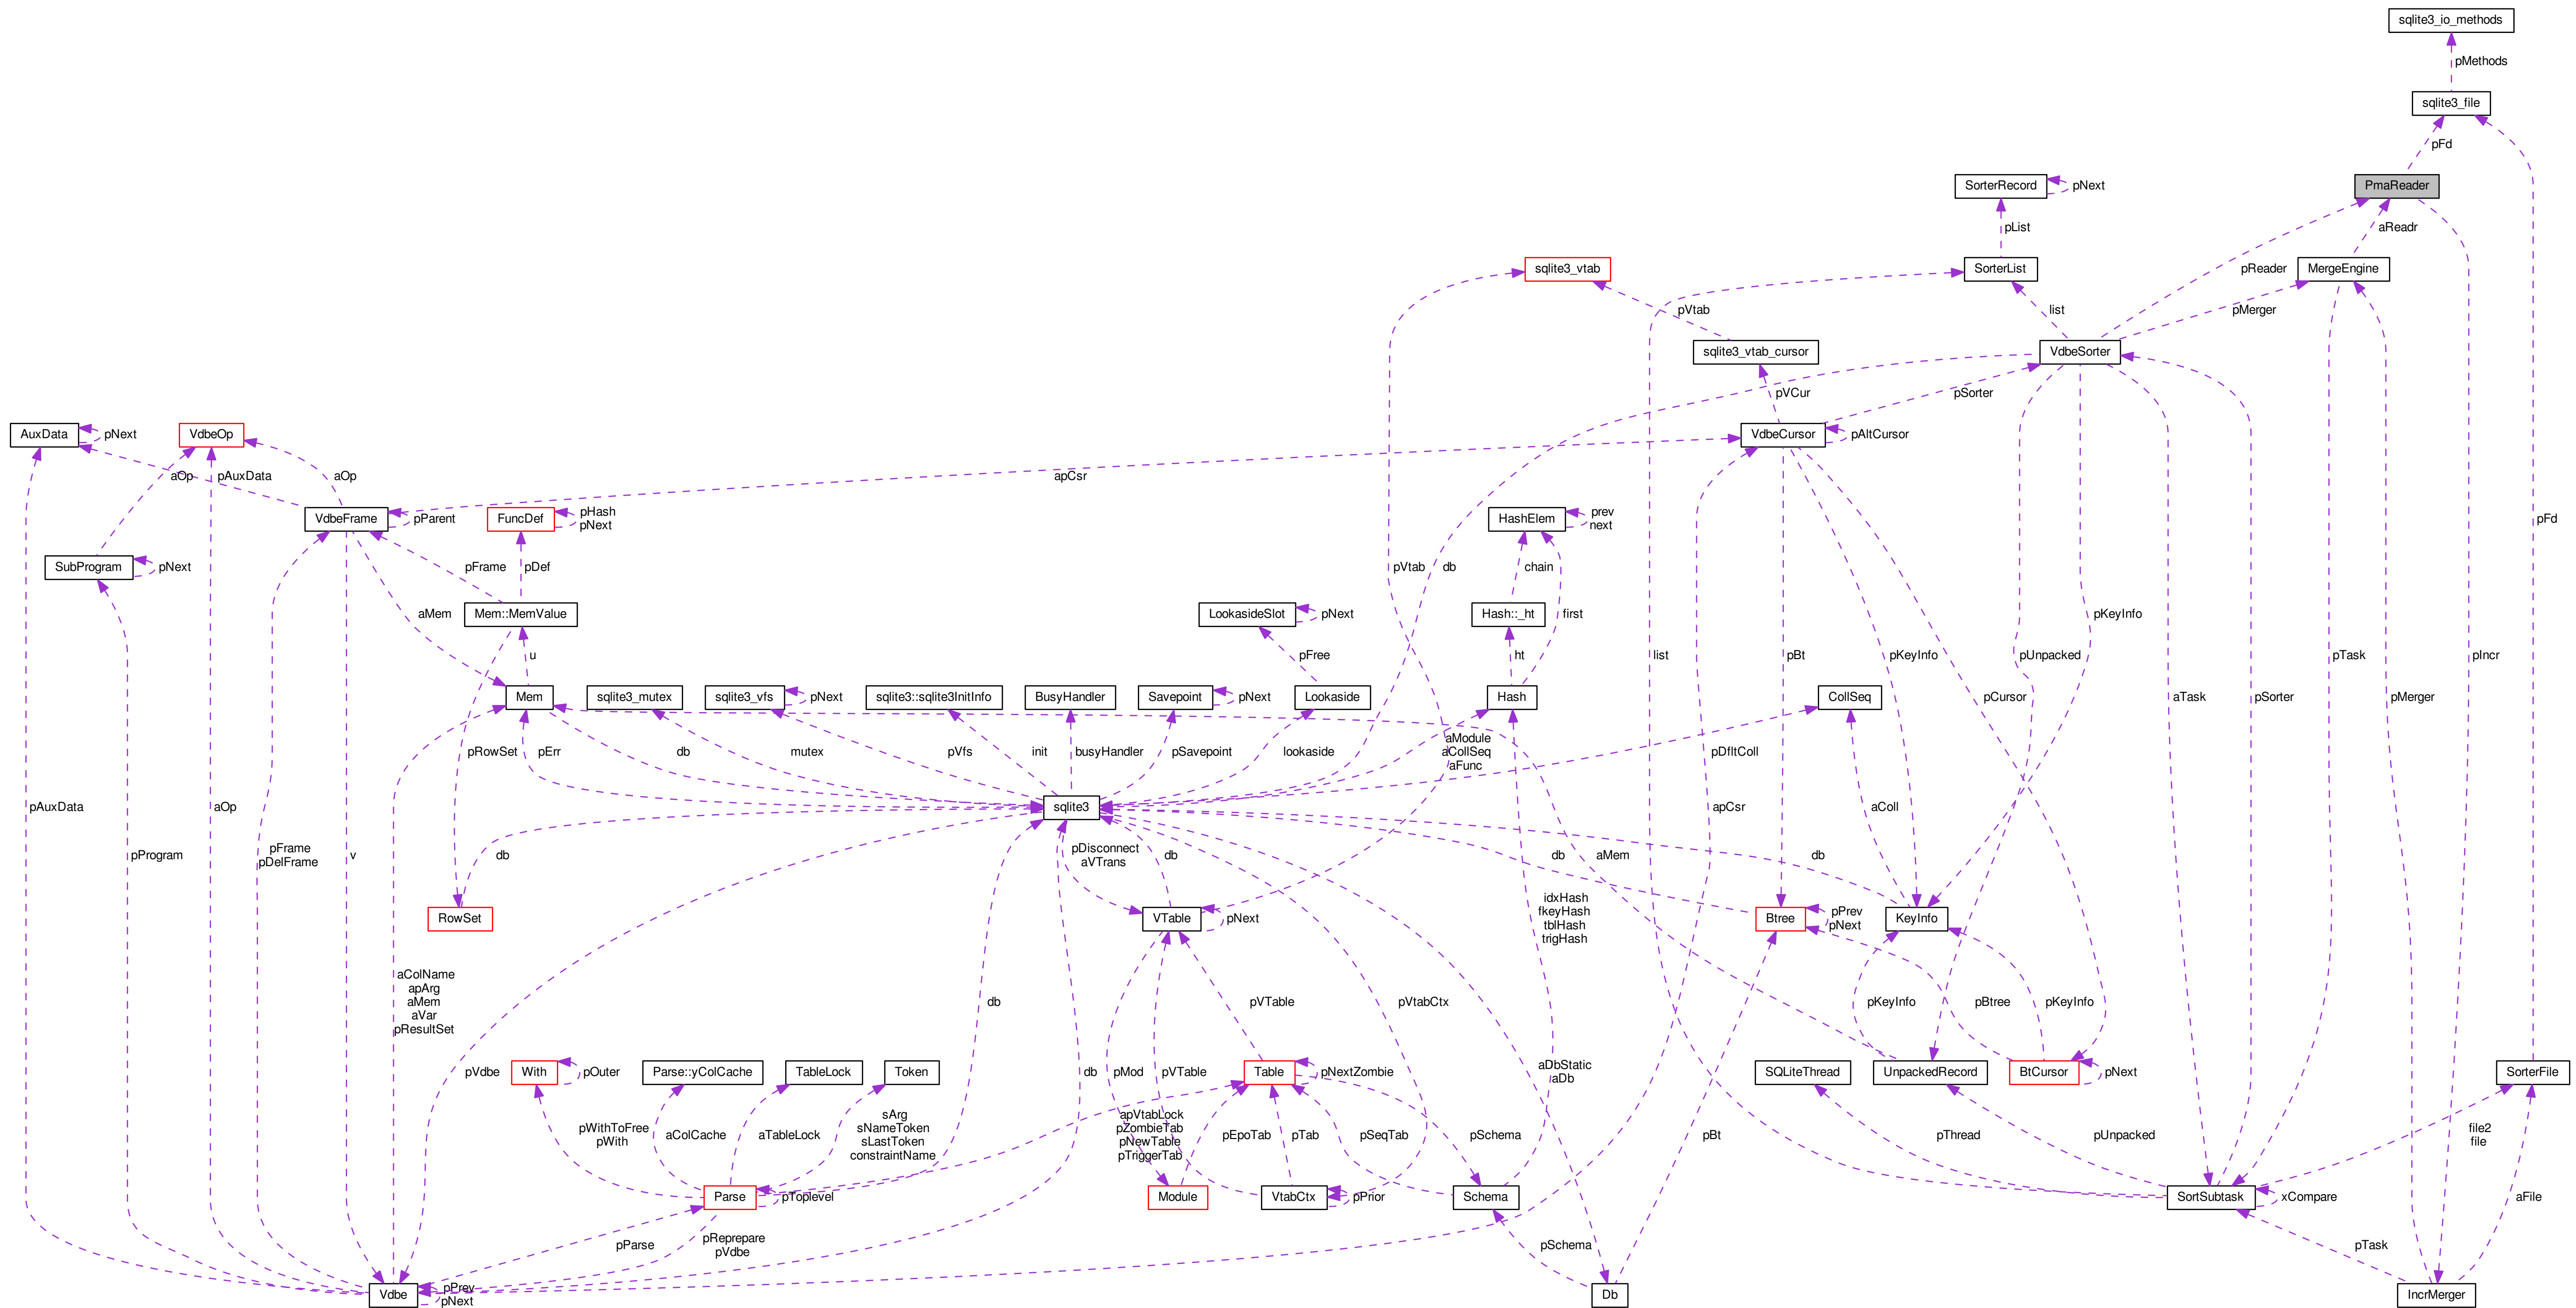 sqlite3_io_methods
pMethods
sqlite3_file
pFd
SorterRecord
pNext
PmaReader
pList
aReadr
sqlite3_vtab
SorterList
pReader
MergeEngine
pVtab
list
pMerger
sqlite3_vtab_cursor
VdbeSorter
pVCur
pSorter
AuxData
pNext
VdbeOp
VdbeCursor
pAltCursor
aOp
pAuxData
aOp
apCsr
VdbeFrame
pParent
FuncDef
pHash
pNext
HashElem
prev
next
pFd
SubProgram
pNext
pFrame
pDef
pVtab
db
chain
aMem
Mem::MemValue
LookasideSlot
pNext
Hash::_ht
first
pKeyInfo
u
pFree
ht
list
pBt
pKeyInfo
pUnpacked
pTask
pIncr
Mem
sqlite3_mutex
sqlite3_vfs
pNext
sqlite3::sqlite3InitInfo
BusyHandler
Savepoint
pNext
Lookaside
Hash
CollSeq
pCursor
aTask
pSorter
pMerger
pRowSet
pErr
db
mutex
pVfs
init
busyHandler
pSavepoint
lookaside
aModule
aCollSeq
aFunc
pDfltColl
pAuxData
aOp
sqlite3
apCsr
aColl
pProgram
pFrame
pDelFrame
v
db
pDisconnect
aVTrans
db
db
aMem
db
RowSet
VTable
pNext
idxHash
fkeyHash
tblHash
trigHash
Btree
pPrev
pNext
KeyInfo
aColName
apArg
aMem
aVar
pResultSet
db
pVTable
pVtabCtx
pKeyInfo
pBtree
pKeyInfo
pVdbe
With
pOuter
Parse::yColCache
TableLock
Token
db
pMod
pVTable
Table
pNextZombie
aDbStatic
aDb
SQLiteThread
UnpackedRecord
BtCursor
pNext
SorterFile
pWithToFree
pWith
aColCache
aTableLock
sArg
sNameToken
sLastToken
constraintName
apVtabLock
pZombieTab
pNewTable
pTriggerTab
pEpoTab
pTab
pSeqTab
pSchema
pBt
pThread
pUnpacked
file2
file
Parse
pToplevel
Module
VtabCtx
pPrior
Schema
SortSubtask
xCompare
aFile
pParse
pReprepare
pVdbe
pSchema
pTask
Vdbe
pPrev
pNext
Db
IncrMerger